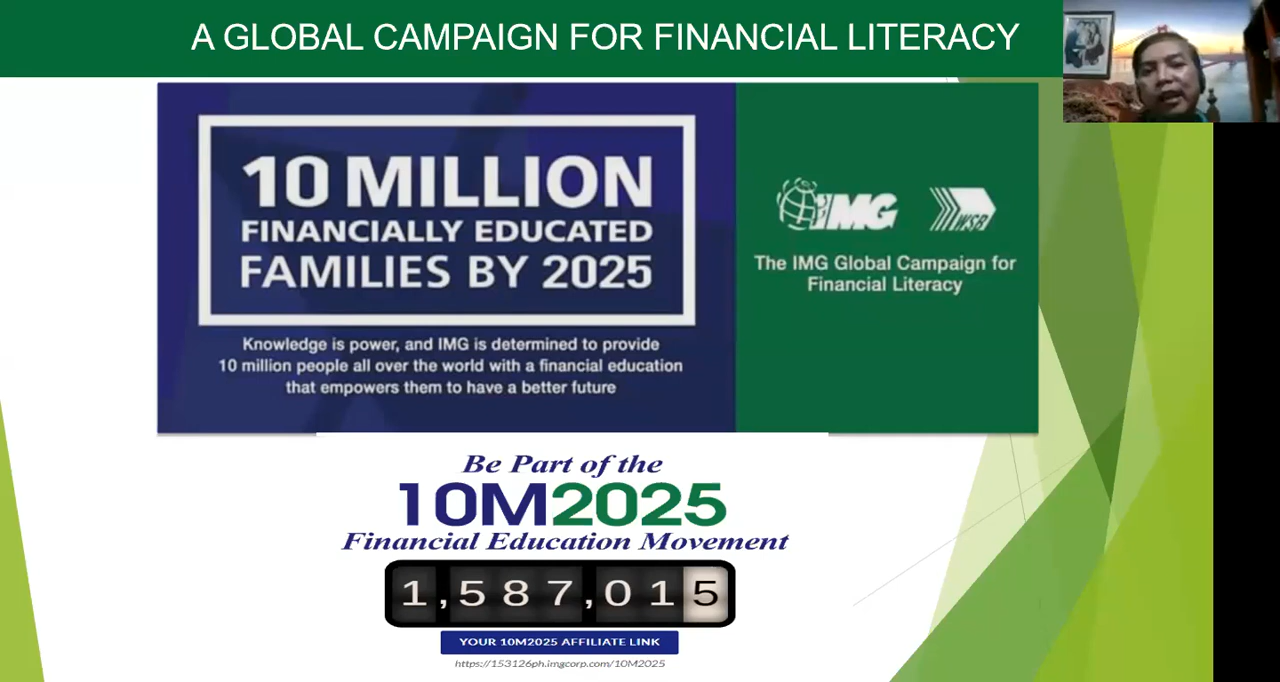 A GLOBAL CAMPAIGN FOR FINANCIAL LITERACY
10 MILLION
FINANCIALLY EDUCATED
FAMILIES BY 2025
Knowledge is power, and IMG is determined to provide
10 million people all over the world with a financial education
that empowers them to have a better future
IMG WSB
The IMG Global Campaign for
Financial Literacy
Be Part of the
10M2025
Financial Education Movement
1,587,015
YOUR 10M2025 AFFILIATE LINK
https://153126ph.imgcorp.com/10M2025